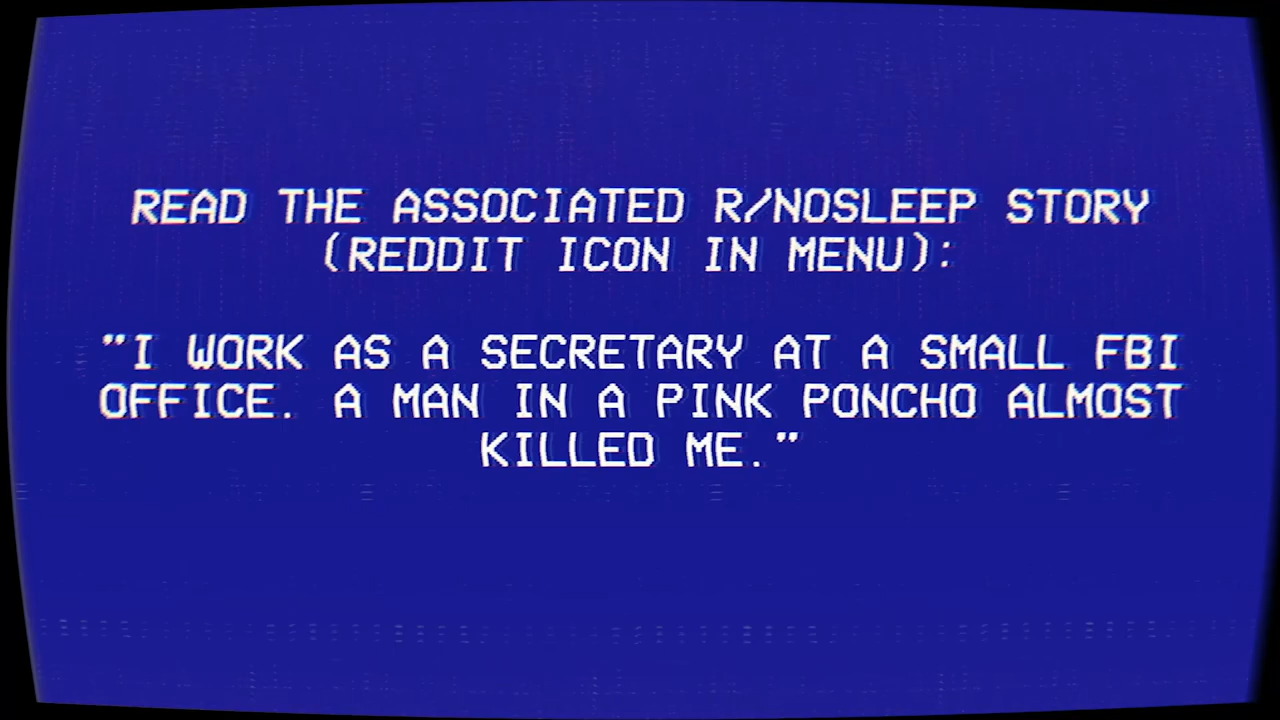 READ THE ASSOCIATED R/NOSLEEP STORY
(REDDIT ICON IN MENU):
"I WORK AS A SECRETARY AT A SMALL FBI
OFFICE. A MAN IN A PINK PONCHO ALMOST
KILLED ME."